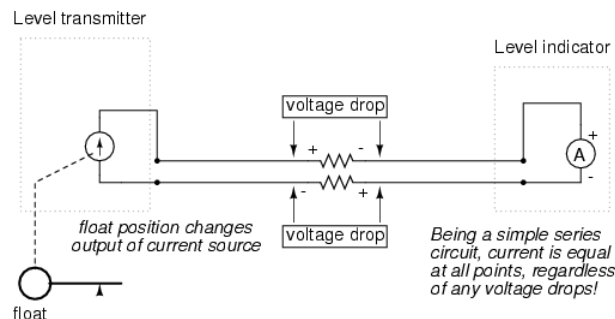 Level transmitter
Level indicator
voltage drop
+ -
+
A
-
- +
voltage drop
float position changes
output of current source
Being a simple series
circuit, current is equal
at all points, regardless
of any voltage drops!
float